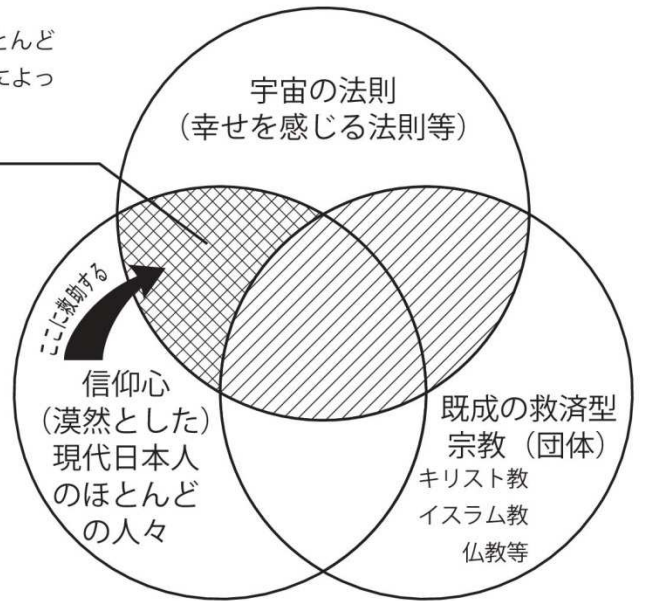 とんど
によっ
宇宙の法則
（幸せを感じる法則等）
ここに救助する
信仰心
（漠然とした）
現代日本人
のほとんど
の人々
既成の救済型
宗教（団体）
キリスト教
イスラム教
仏教等